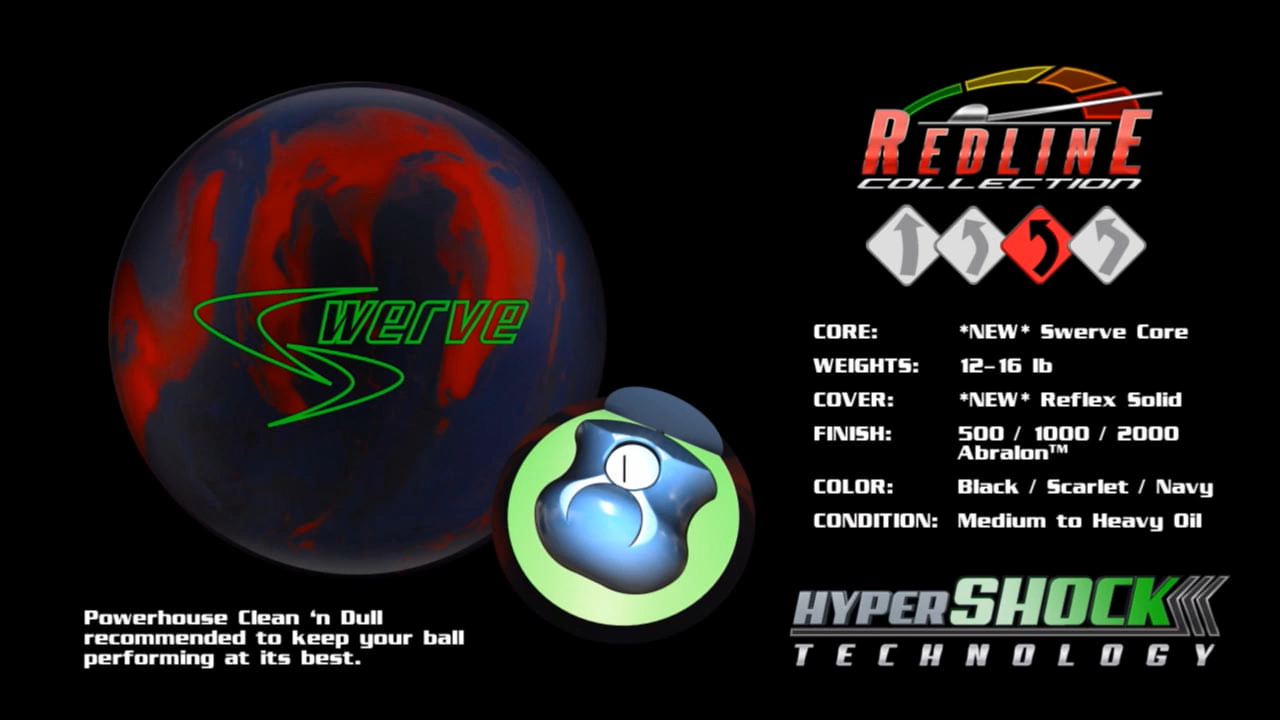 Swerve
Powerhouse Clean ‘n Dull
recommended to keep your ball
performing at its best.
REDLINE
COLLECTION
CORE: *NEW* Swerve Core
WEIGHTS: 12-16 lb
COVER: *NEW* Reflex Solid
FINISH: 500 / 1000 / 2000
Abralon™
COLOR: Black / Scarlet / Navy
CONDITION: Medium to Heavy Oil
HYPERSHOCK
TECHNOLOGY